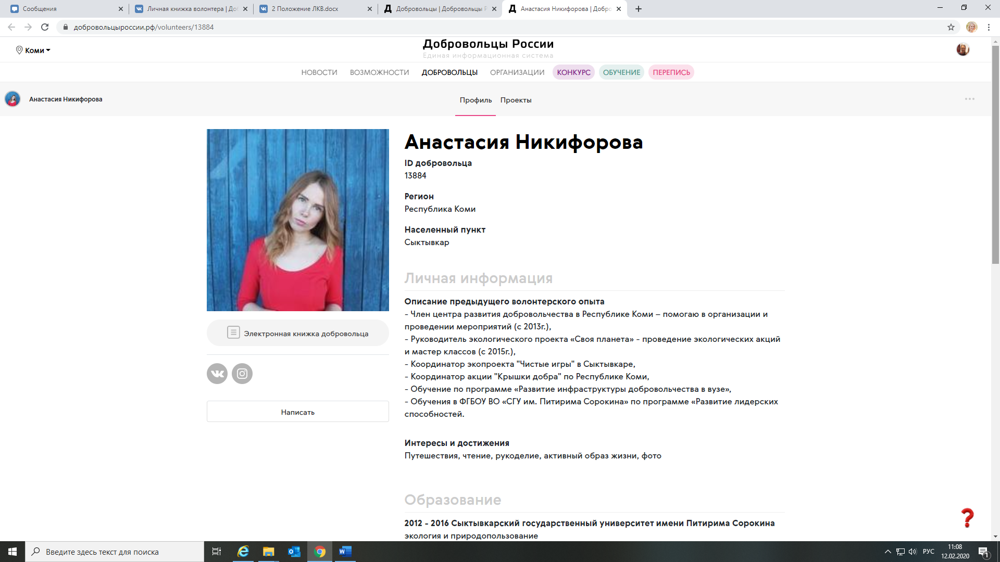 Сообщения
Личная книжка волонтера | Доб
2 Положение ЛКВ.docx
Добровольцы | Добровольцы Р
Анастасия Никифорова | Добро
добровольцыроссии.рф/volunteers/13884
Коми
Добровольцы России
Единая информационная система
НОВОСТИ ВОЗМОЖНОСТИ ДОБРОВОЛЬЦЫ ОРГАНИЗАЦИИ КОНКУРС ОБУЧЕНИЕ ПЕРЕПИСЬ
Анастасия Никифорова
Профиль Проекты
Анастасия Никифорова
ID добровольца
13884
Регион
Республика Коми
Населенный пункт
Сыктывкар
Электронная книжка добровольца
Написать
Личная информация
Описание предыдущего волонтерского опыта
- Член центра развития добровольчества в Республике Коми – помогаю в организации и
проведении мероприятий (с 2013г.),
- Руководитель экологического проекта «Своя планета» - проведение экологических акций
и мастер классов (с 2015г.),
- Координатор экопроекта "Чистые игры" в Сыктывкаре,
- Координатор акции "Крышки добра" по Республике Коми,
- Обучение по программе «Развитие инфраструктуры добровольчества в вузе»,
- Обучения в ФГБОУ ВО «СГУ им. Питирима Сорокина» по программе «Развитие лидерских
способностей.
Интересы и достижения
Путешествия, чтение, рукоделие, активный образ жизни, фото
Образование
2012 - 2016 Сыктывкарский государственный университет имени Питирима Сорокина
экология и природопользование
Введите здесь текст для поиска
РУС
11:08
12.02.2020
1